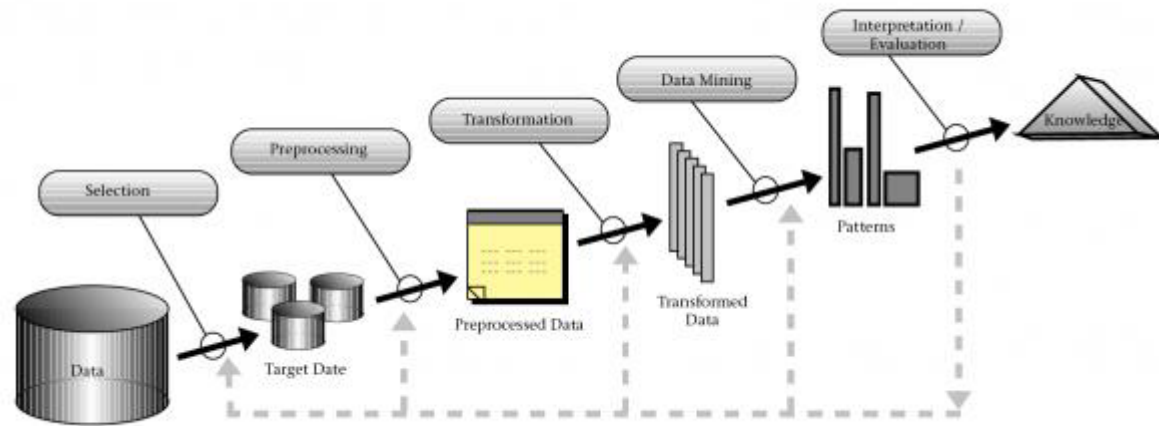 Interpretation /
Evaluation
Data Mining
Transformation
Preprocessing
Selection
Data
Target Date
Preprocessed Data
Transformed
Data
Patterns
Knowledge